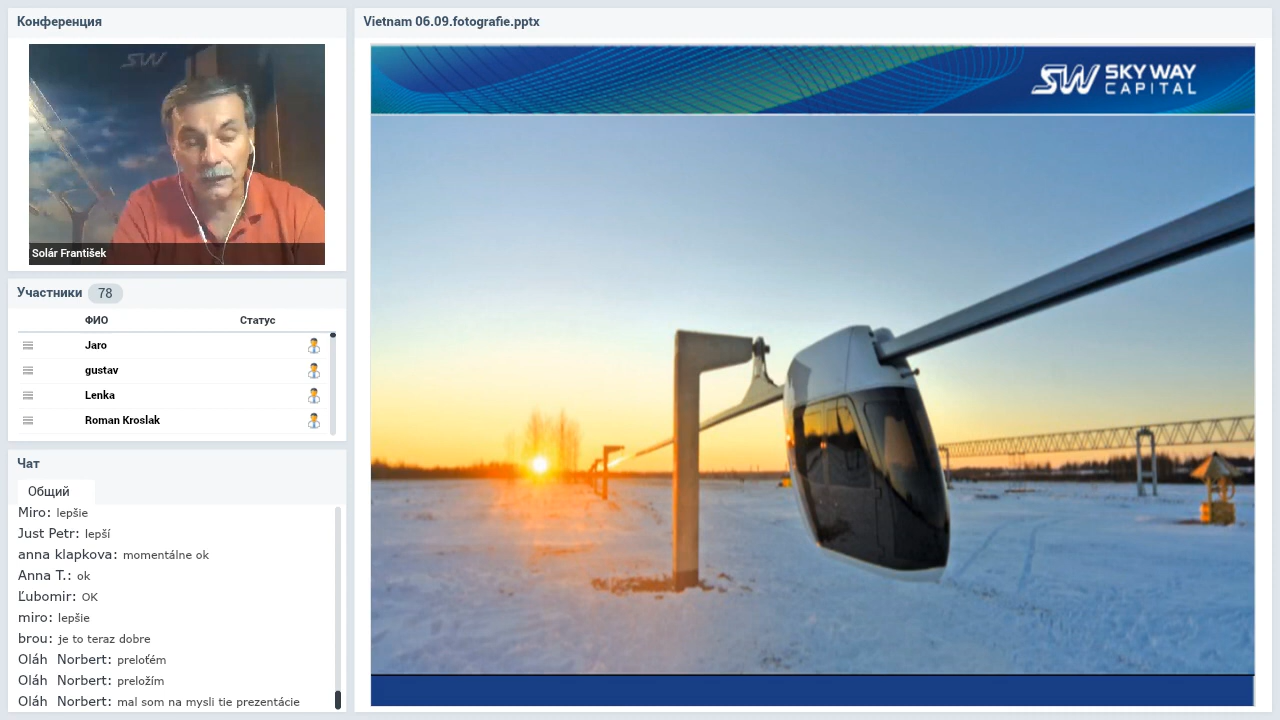 Конференция
SW
Solár František
Участники 78
ФИО Статус
Jaro
gustav
Lenka
Roman Kroslak
Чат
Общий
Miro: lepšie
Just Petr: lepší
anna klapkova: momentálne ok
Anna T.: ok
Ľubomir: OK
miro: lepšie
brou: je to teraz dobre
Oláh Norbert: preloťém
Oláh Norbert: preložím
Oláh Norbert: mal som na mysli tie prezentácie
Vietnam 06.09.fotografie.pptx
SW SKY WAY
CAPITAL